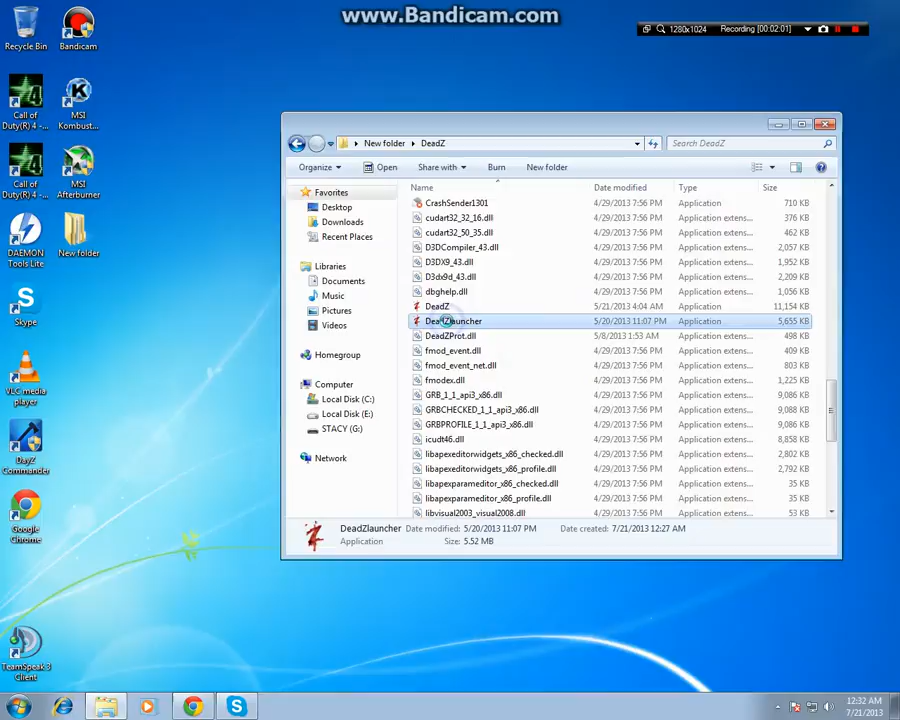 www.Bandicam.com
1280x1024 Recording [00:02:01]
Recycle Bin
Bandicam
Call of Duty(R) 4 -...
MSI Kombust...
Call of Duty(R) 4 -...
MSI Afterburner
DAEMON Tools Lite
New folder
Skype
VLC media player
DayZ Commander
Google Chrome
TeamSpeak 3 Client
New folder DeadZ
Search DeadZ
Organize Open Share with Burn New folder
Favorites
Desktop
Downloads
Recent Places
Libraries
Documents
Music
Pictures
Videos
Homegroup
Computer
Local Disk (C:)
Local Disk (E:)
STACY (G:)
Network
Name Date modified Type Size
CrashSender1301 4/29/2013 7:56 PM Application 710 KB
cudart32_32_16.dll 4/29/2013 7:56 PM Application extens... 376 KB
cudart32_50_35.dll 4/29/2013 7:56 PM Application extens... 462 KB
D3DCompiler_43.dll 4/29/2013 7:56 PM Application extens... 2,057 KB
D3DX9_43.dll 4/29/2013 7:56 PM Application extens... 1,952 KB
D3dx9d_43.dll 4/29/2013 7:56 PM Application extens... 2,209 KB
dbghelp.dll 4/29/2013 7:56 PM Application extens... 1,056 KB
DeadZ 5/21/2013 4:04 AM Application 11,154 KB
DeadZlauncher 5/20/2013 11:07 PM Application 5,655 KB
DeadZProt.dll 5/8/2013 1:53 AM Application extens... 498 KB
fmod_event.dll 4/29/2013 7:56 PM Application extens... 409 KB
fmod_event_net.dll 4/29/2013 7:56 PM Application extens... 803 KB
fmodex.dll 4/29/2013 7:56 PM Application extens... 1,225 KB
GRB_1_1_api3_x86.dll 4/29/2013 7:56 PM Application extens... 9,086 KB
GRBCHECKED_1_1_api3_x86.dll 4/29/2013 7:56 PM Application extens... 9,088 KB
GRBPROFILE_1_1_api3_x86.dll 4/29/2013 7:56 PM Application extens... 9,086 KB
icudt46.dll 4/29/2013 7:56 PM Application extens... 8,858 KB
libapexeditorwidgets_x86_checked.dll 4/29/2013 7:56 PM Application extens... 2,802 KB
libapexeditorwidgets_x86_profile.dll 4/29/2013 7:56 PM Application extens... 2,792 KB
libapexparameditor_x86_checked.dll 4/29/2013 7:56 PM Application extens... 35 KB
libapexparameditor_x86_profile.dll 4/29/2013 7:56 PM Application extens... 35 KB
libvisual2003_visual2008.dll 4/29/2013 7:56 PM Application extens... 53 KB
DeadZlauncher Date modified: 5/20/2013 11:07 PM Date created: 7/21/2013 12:27 AM
Application Size: 5.52 MB
12:32 AM
7/21/2013